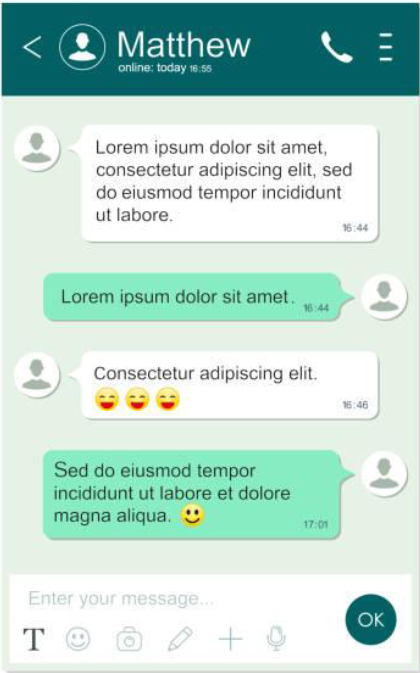 Matthew
online: today 16:55
Lorem ipsum dolor sit amet,
consectetur adipiscing elit, sed
do eiusmod tempor incididunt
ut labore.
16:44
Lorem ipsum dolor sit amet.
16:44
Consectetur adipiscing elit.
16:46
Sed do eiusmod tempor
incididunt ut labore et dolore
magna aliqua.
17:01
Enter your message...
OK
T